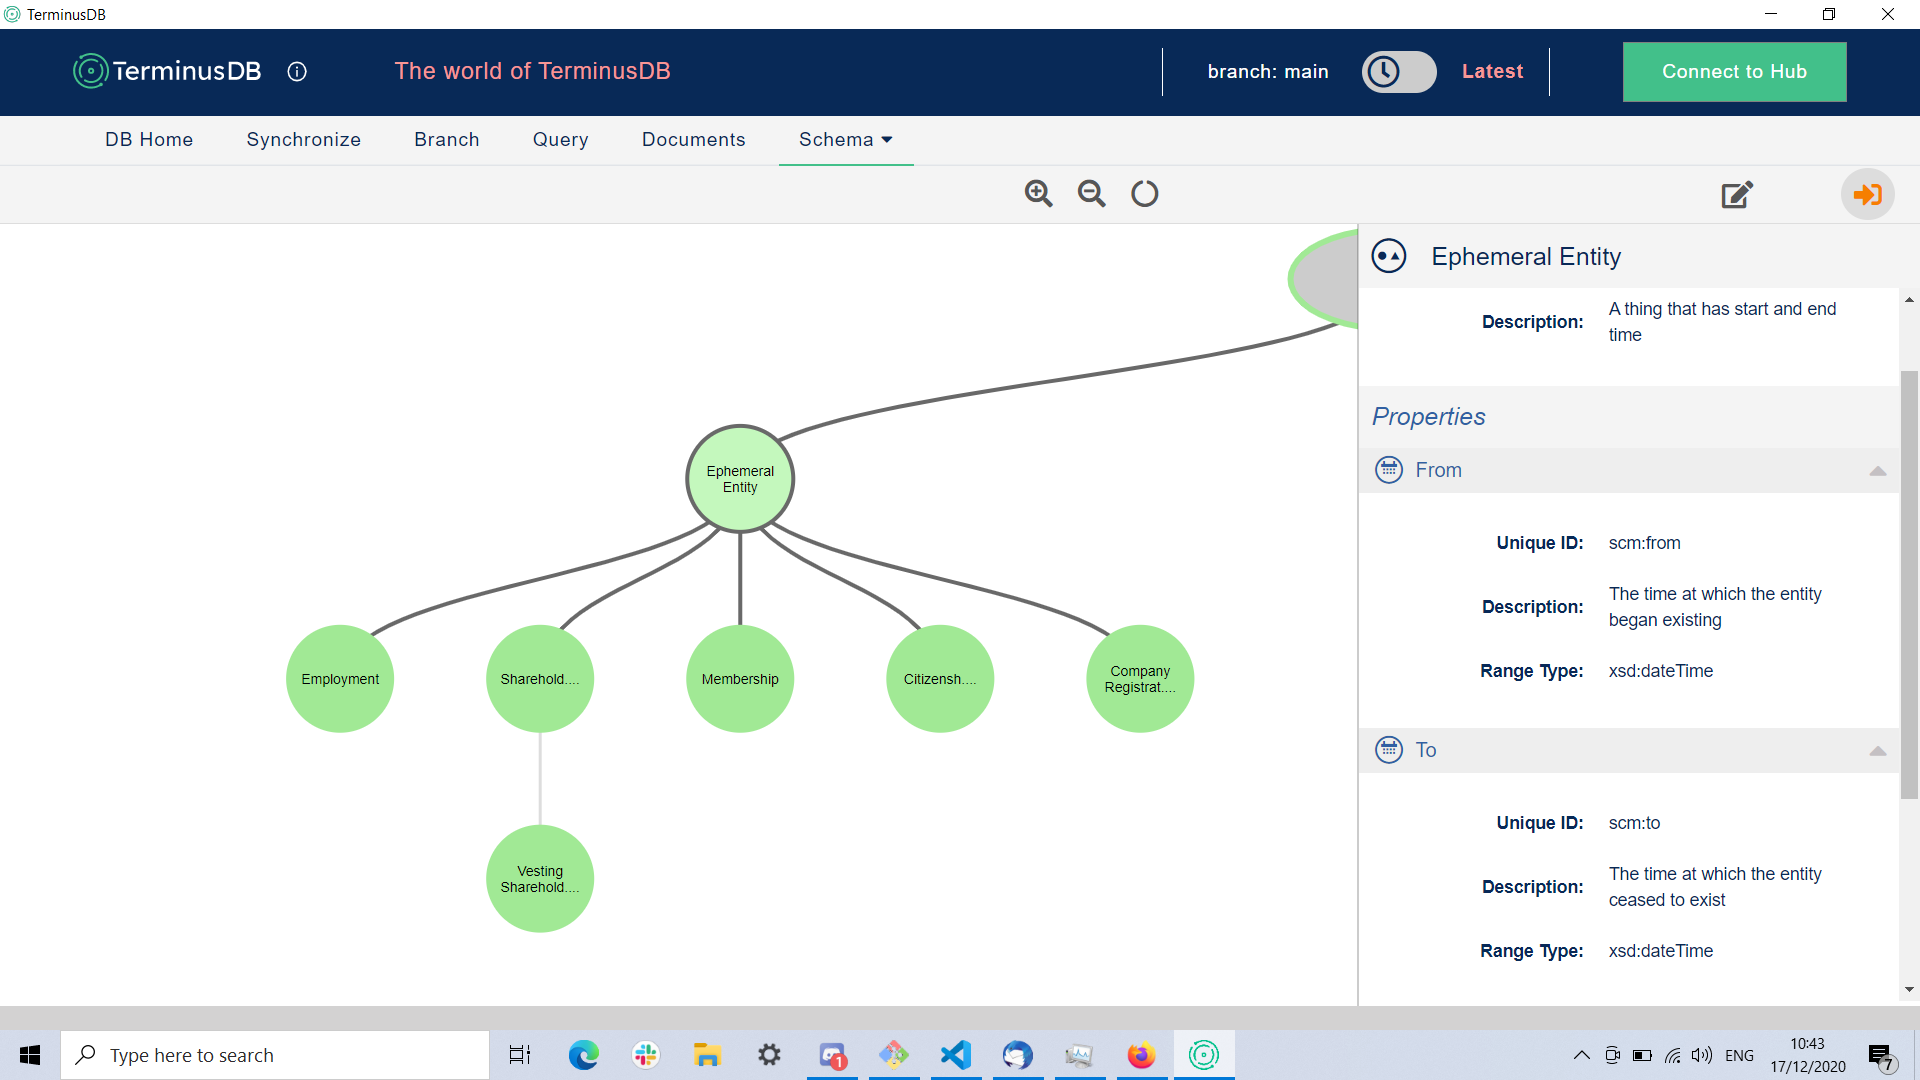 TerminusDB
TerminusDB
The world of TerminusDB
branch: main
Latest
Connect to Hub
DB Home
Synchronize
Branch
Query
Documents
Schema
Ephemeral Entity
Ephemeral
Entity
Employment
Sharehold....
Membership
Citizensh....
Company
Registrat....
Vesting
Sharehold....
Description:
A thing that has start and end
time
Properties
From
Unique ID:
scm:from
Description:
The time at which the entity
began existing
Range Type:
xsd:dateTime
To
Unique ID:
scm:to
Description:
The time at which the entity
ceased to exist
Range Type:
xsd:dateTime
Type here to search
1
ENG
10:43
17/12/2020
7